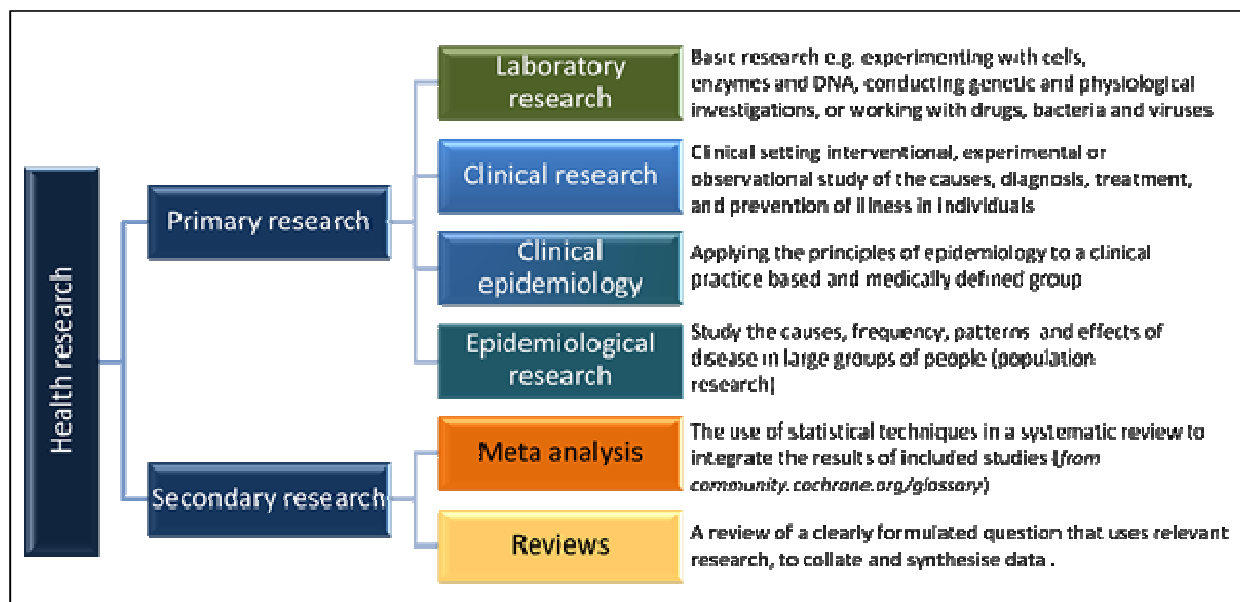 Health research
Primary research
Secondary research
Laboratory
research
Basic research e.g. experimenting with cells,
enzymes and DNA, conducting genetic and physiological
investigations, or working with drugs, bacteria and viruses
Clinical research
Clinical setting interventional, experimental or
observational study of the causes, diagnosis, treatment,
and prevention of illness in individuals
Clinical
epidemiology
Applying the principles of epidemiology to a clinical
practice based and medically defined group
Epidemiological
research
Study the causes, frequency, patterns and effects of
disease in large groups of people (population
research)
Meta analysis
The use of statistical techniques in a systematic review to
integrate the results of included studies (from
community.cochrane.org/glossary)
Reviews
A review of a clearly formulated question that uses relevant
research, to collate and synthesise data .